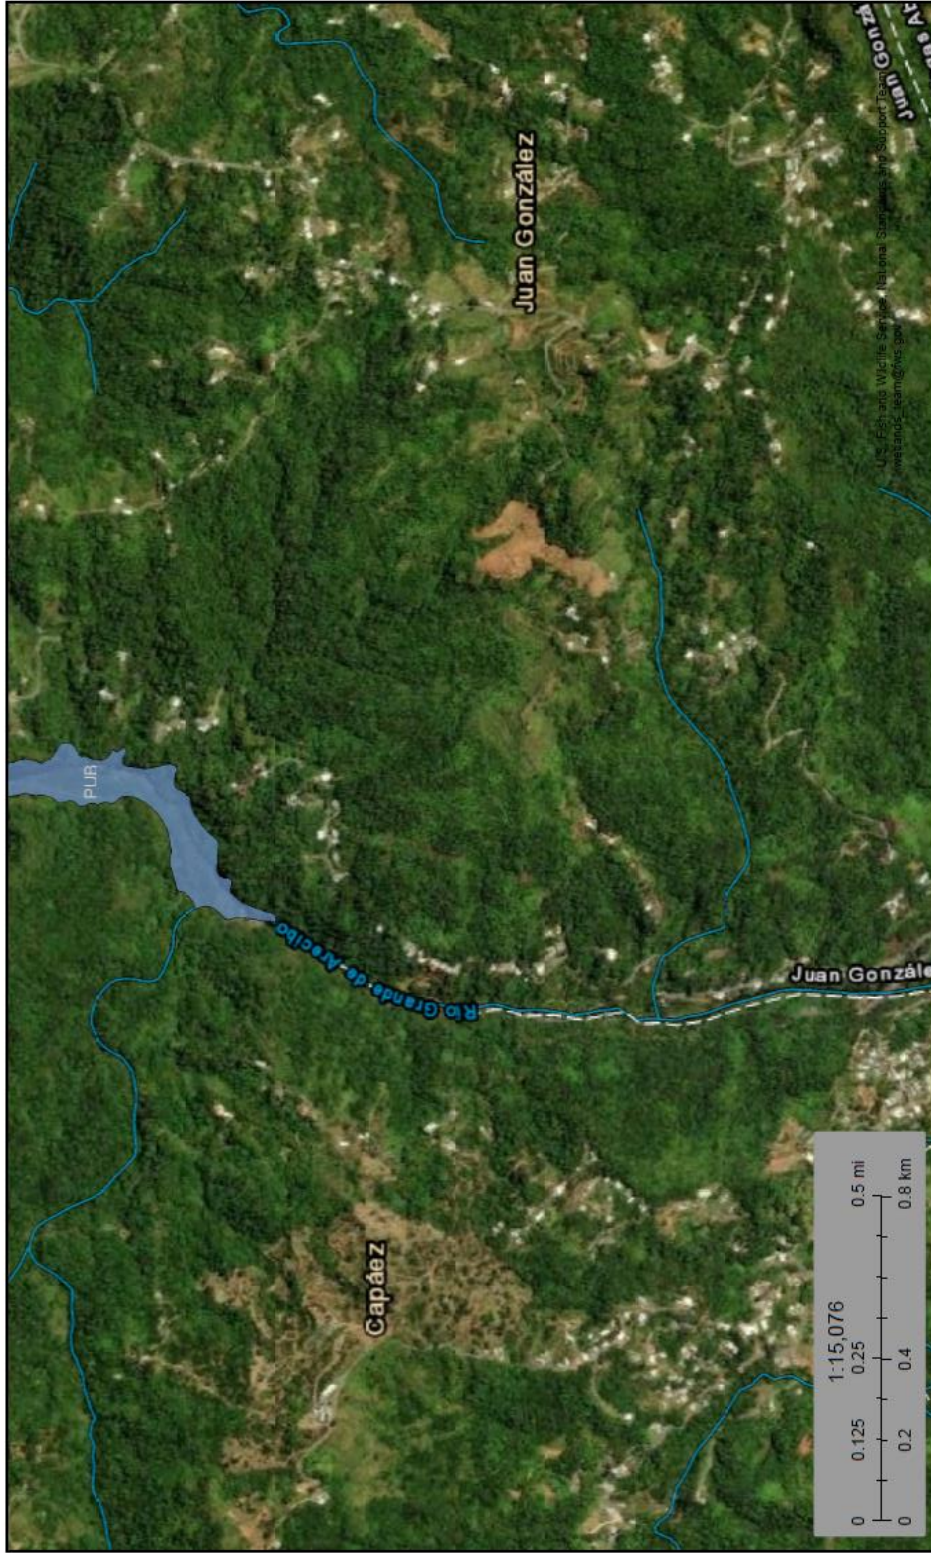 PUB
Río Grande de Arecibo
Capáez
Juan González
Juan Gonzále
Juan Gonzá
U.S. Fish and Wildlife Service, National Standards and Support Team,
wetlands_team@fws.gov
1:15,076
0 0.125 0.25 0.5 mi
0 0.2 0.4 0.8 km